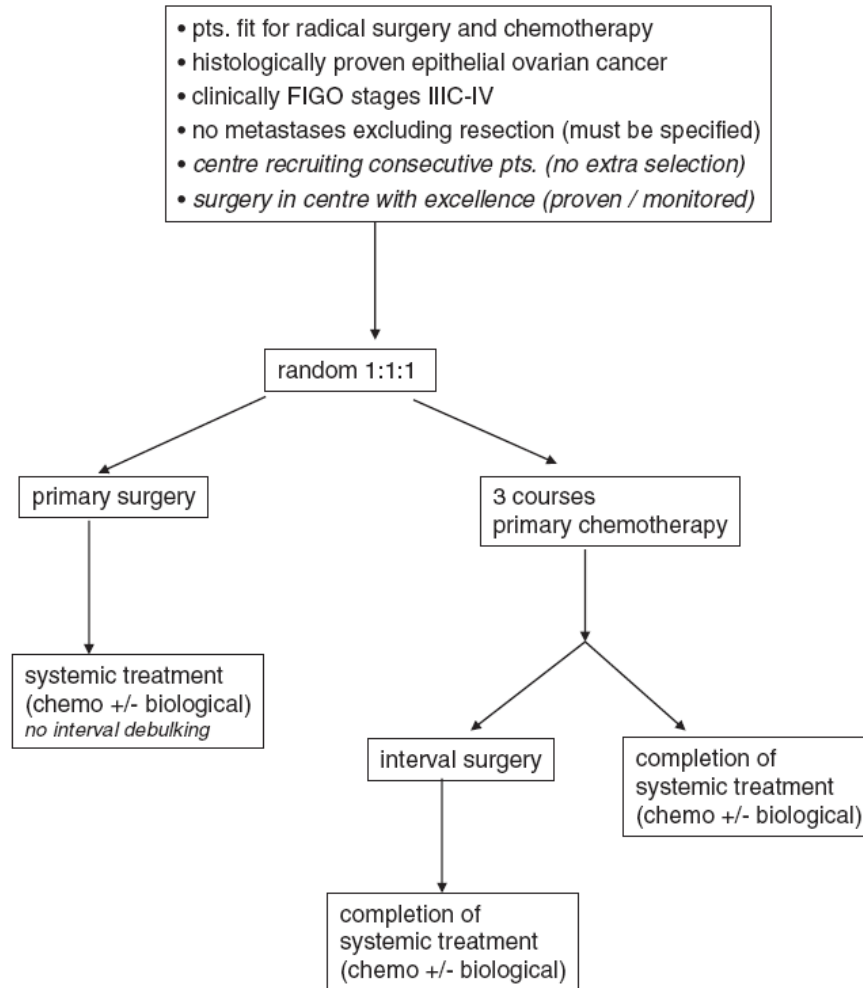 • pts. fit for radical surgery and chemotherapy
• histologically proven epithelial ovarian cancer
• clinically FIGO stages IIIC-IV
• no metastases excluding resection (must be specified)
• centre recruiting consecutive pts. (no extra selection)
• surgery in centre with excellence (proven / monitored)
random 1:1:1
primary surgery
3 courses
primary chemotherapy
systemic treatment
(chemo +/- biological)
no interval debulking
interval surgery
completion of
systemic treatment
(chemo +/- biological)
completion of
systemic treatment
(chemo +/- biological)